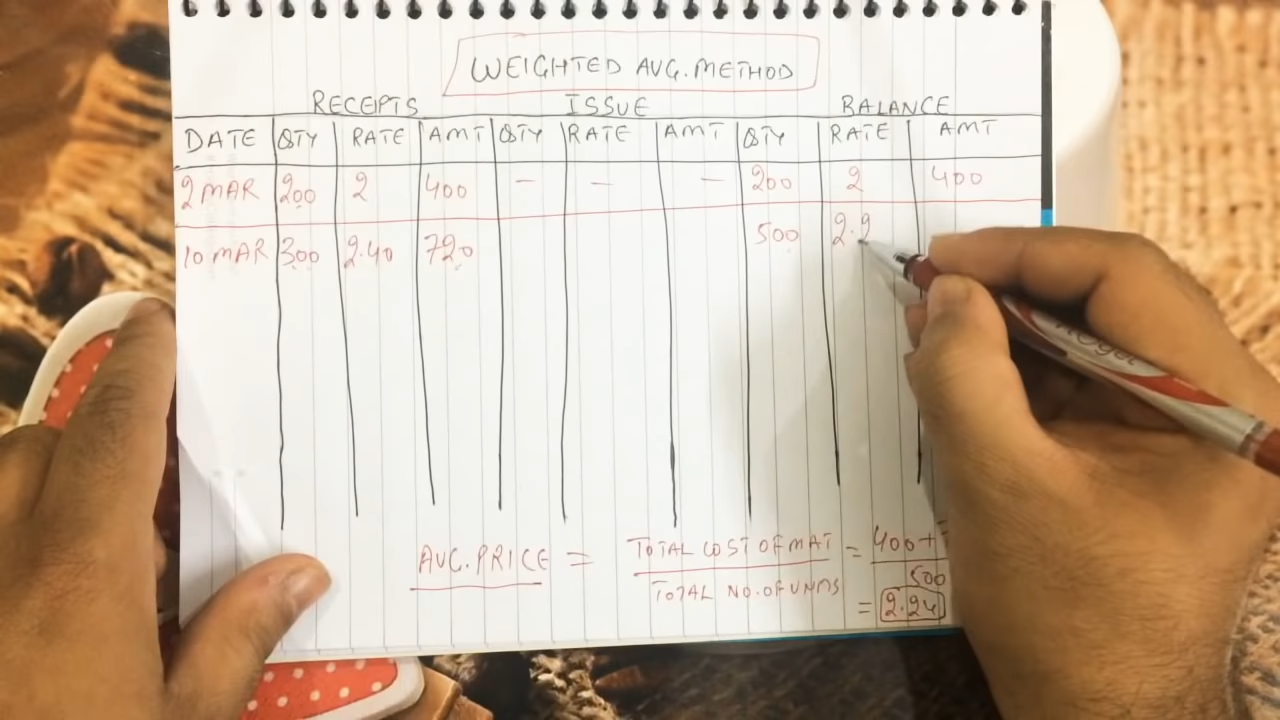 WEIGHTED AVG. METHOD
RECEIPTS ISSUE BALANCE
DATE QTY RATE AMT QTY RATE AMT QTY RATE AMT
2 MAR 200 2 400 - - - 200 2 400
10 MAR 300 2.40 720 500 2.2
AVG. PRICE = TOTAL COST OF MAT = 400 +
TOTAL NO. OF UNITS 500
= 2.24